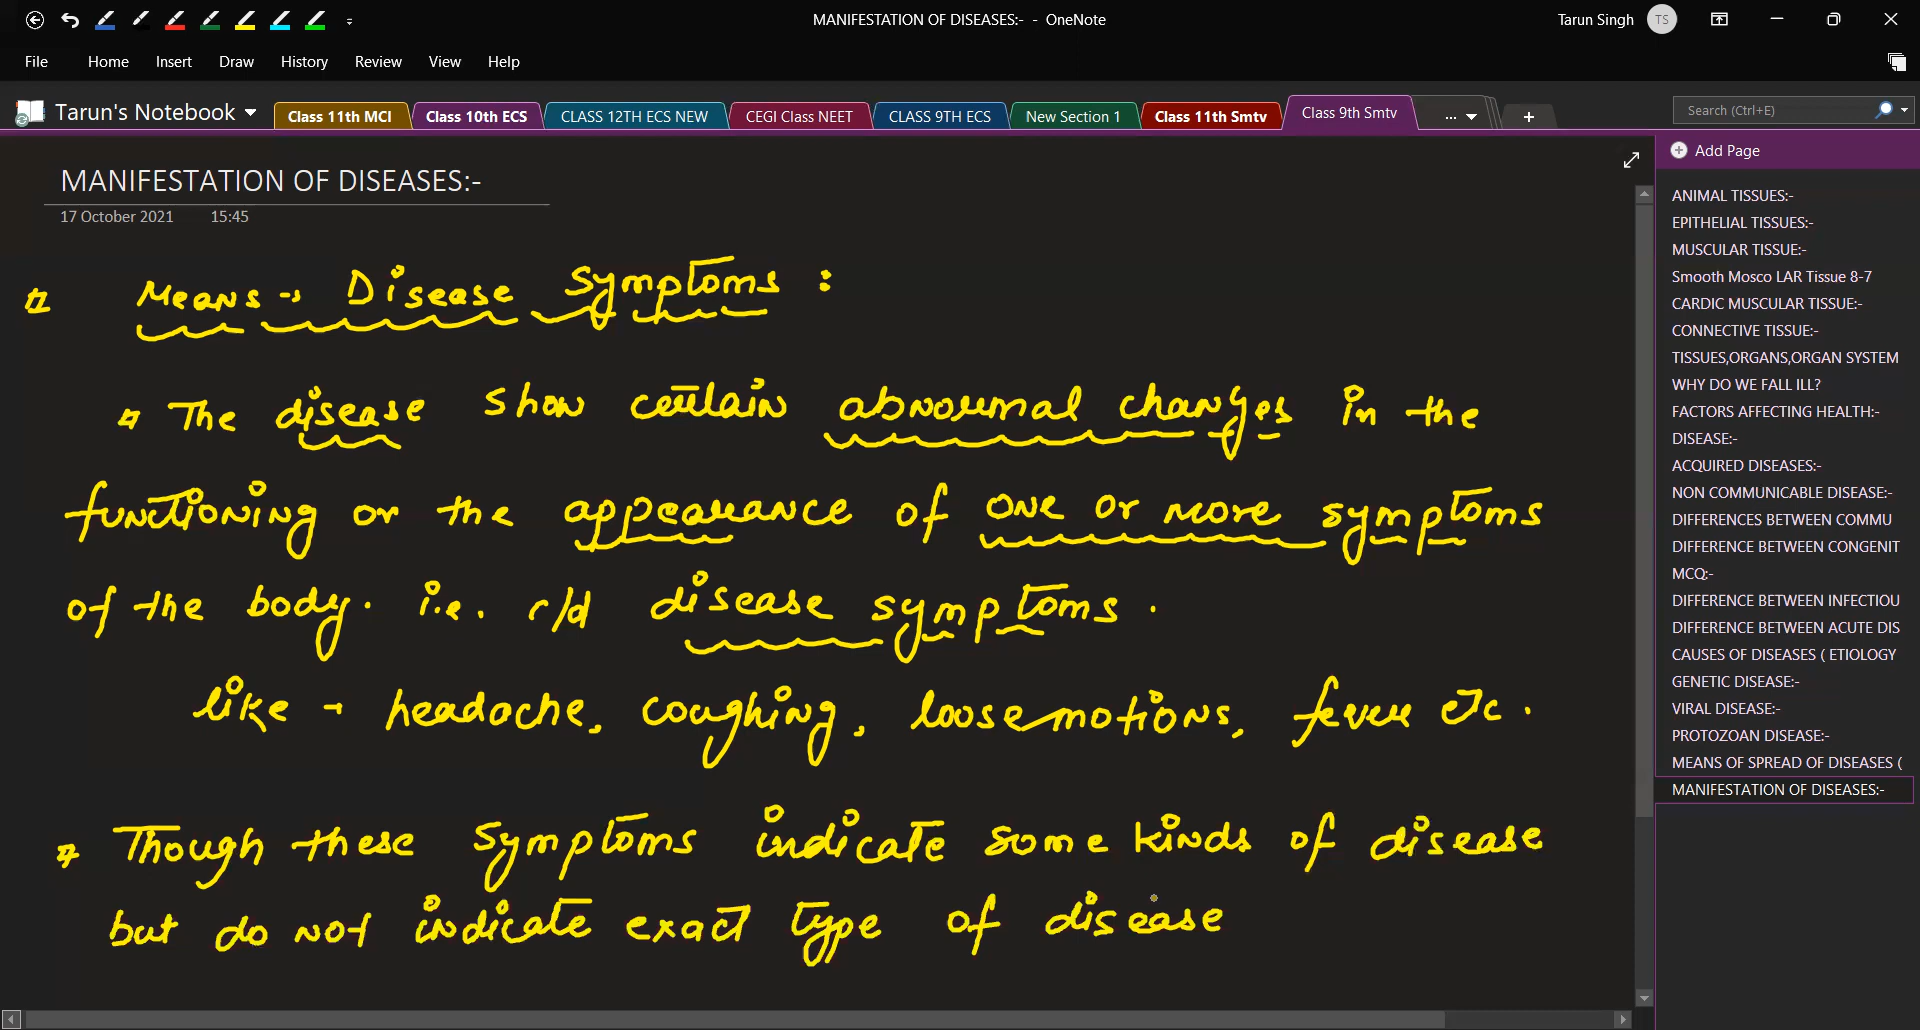 MANIFESTATION OF DISEASES:- - OneNote
Tarun Singh TS
File Home Insert Draw History Review View Help
Tarun's Notebook
Class 11th MCI Class 10th ECS CLASS 12TH ECS NEW CEGI Class NEET CLASS 9TH ECS New Section 1 Class 11th Smtv Class 9th Smtv ... +
Search (Ctrl+E)
MANIFESTATION OF DISEASES:-
17 October 2021 15:45
Means → Disease Symptoms :
The disease show certain abnormal changes in the
functioning or the appearance of one or more symptoms
of the body. i.e. c/d disease symptoms.
like → headache, coughing, loosemotions, fever etc.
Though these symptoms indicate some kinds of disease
but do not indicate exact type of disease
Add Page
ANIMAL TISSUES:-
EPITHELIAL TISSUES:-
MUSCULAR TISSUE:-
Smooth Mosco LAR Tissue 8-7
CARDIC MUSCULAR TISSUE:-
CONNECTIVE TISSUE:-
TISSUES,ORGANS,ORGAN SYSTEM
WHY DO WE FALL ILL?
FACTORS AFFECTING HEALTH:-
DISEASE:-
ACQUIRED DISEASES:-
NON COMMUNICABLE DISEASE:-
DIFFERENCES BETWEEN COMMU
DIFFERENCE BETWEEN CONGENIT
MCQ:-
DIFFERENCE BETWEEN INFECTIOU
DIFFERENCE BETWEEN ACUTE DIS
CAUSES OF DISEASES ( ETIOLOGY
GENETIC DISEASE:-
VIRAL DISEASE:-
PROTOZOAN DISEASE:-
MEANS OF SPREAD OF DISEASES (
MANIFESTATION OF DISEASES:-